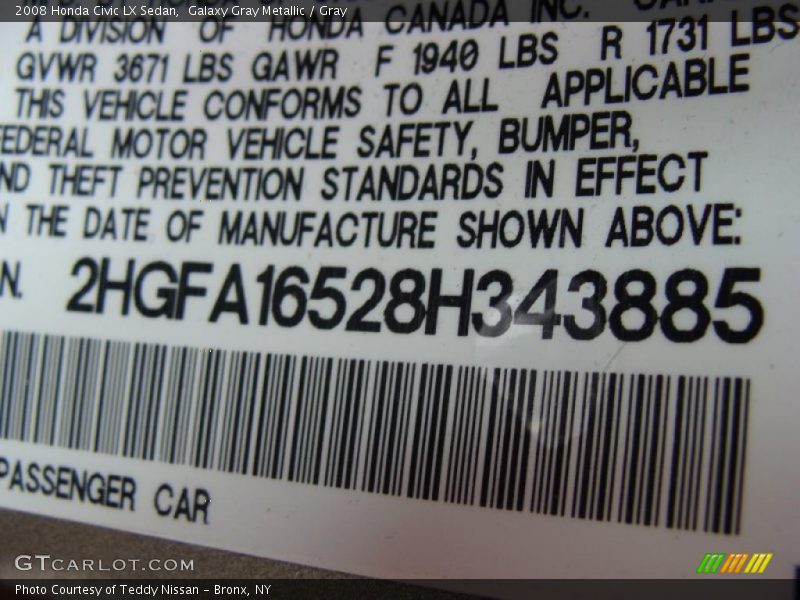 2008 Honda Civic LX Sedan, Galaxy Gray Metallic / Gray
A DIVISION OF HONDA CANADA INC.
GVWR 3671 LBS GAWR F 1940 LBS R 1731 LBS
THIS VEHICLE CONFORMS TO ALL APPLICABLE
FEDERAL MOTOR VEHICLE SAFETY, BUMPER,
ND THEFT PREVENTION STANDARDS IN EFFECT
N THE DATE OF MANUFACTURE SHOWN ABOVE:
N. 2HGFA16528H343885
PASSENGER CAR
GTCARLOT.COM
Photo Courtesy of Teddy Nissan - Bronx, NY